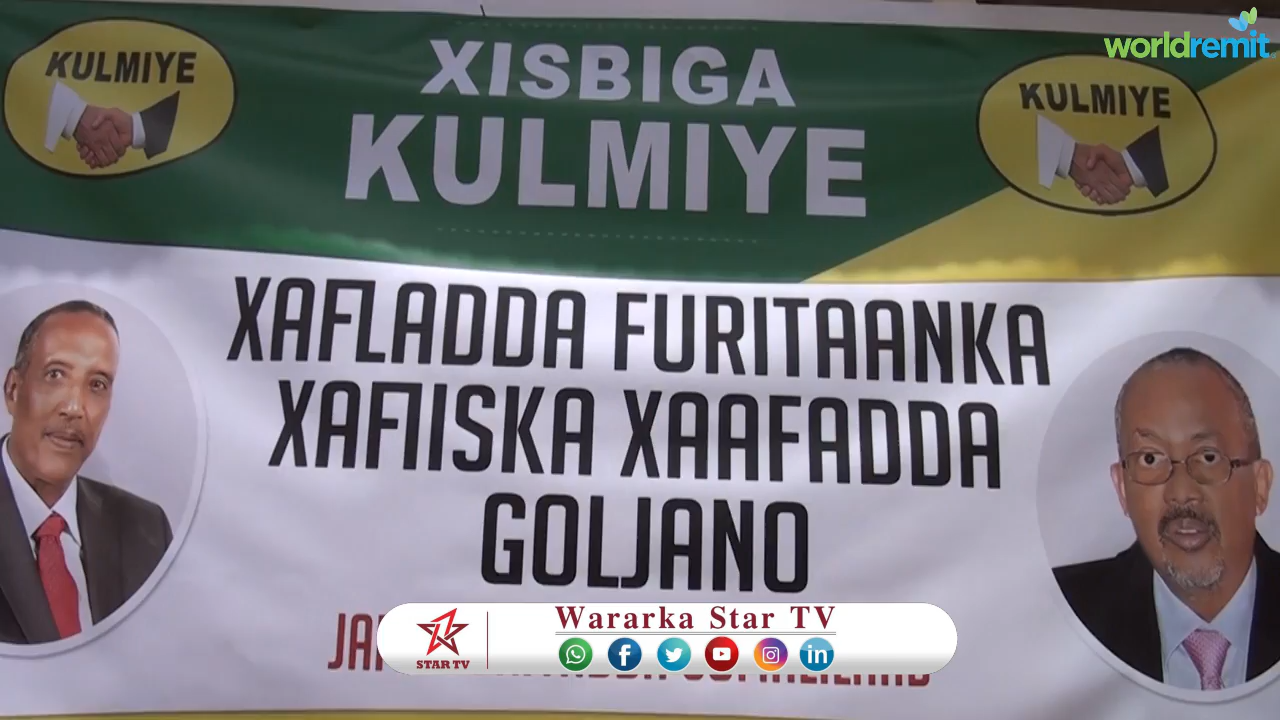 worldremit
KULMIYE
XISBIGA
KULMIYE
KULMIYE
XAFLADDA FURITAANKA
XAFIISKA XAAFADDA
GOLJANO
Wararka Star TV
STAR TV